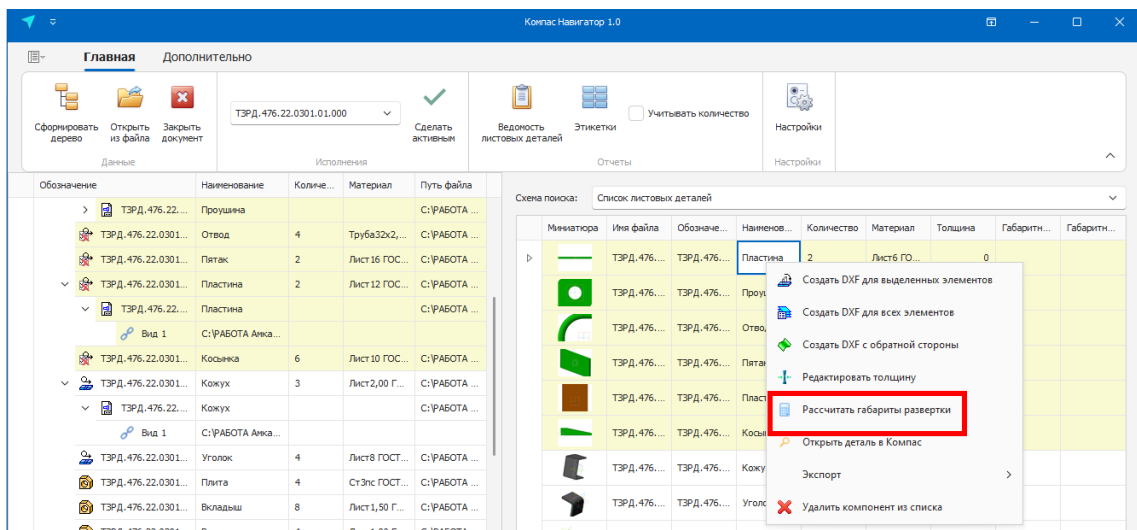 Компас Навигатор 1.0
Главная Дополнительно
Сформировать дерево
Открыть из файла
Закрыть документ
Данные
ТЗРД.476.22.0301.01.000
Сделать активным
Исполнения
Ведомость листовых деталей
Этикетки
Учитывать количество
Отчеты
Настройки
Настройки
Обозначение Наименование Количе... Материал Путь файла
ТЗРД.476.22.... Проушина C:\РАБОТА ...
ТЗРД.476.22.0301... Отвод 4 Труба32х2,... C:\РАБОТА ...
ТЗРД.476.22.0301... Пятак 2 Лист16 ГОС... C:\РАБОТА ...
ТЗРД.476.22.0301... Пластина 2 Лист12 ГОС... C:\РАБОТА ...
ТЗРД.476.22.... Пластина C:\РАБОТА ...
Вид 1 C:\РАБОТА Амка...
ТЗРД.476.22.0301... Косынка 6 Лист10 ГОС... C:\РАБОТА ...
ТЗРД.476.22.0301... Кожух 3 Лист2,00 Г... C:\РАБОТА ...
ТЗРД.476.22.... Кожух C:\РАБОТА ...
Вид 1 C:\РАБОТА Амка...
ТЗРД.476.22.0301... Уголок 4 Лист8 ГОСТ... C:\РАБОТА ...
ТЗРД.476.22.0301... Плита 4 Ст3пс ГОСТ... C:\РАБОТА ...
ТЗРД.476.22.0301... Вкладыш 8 Лист1,50 Г... C:\РАБОТА ...
Схема поиска: Список листовых деталей
Миниатюра Имя файла Обозначе... Наименов... Количество Материал Толщина Габаритн... Габаритн...
ТЗРД.476.... ТЗРД.476.... Пластина 2 Лист6 ГО... 0
ТЗРД.476.... ТЗРД.476.... Проу
ТЗРД.476.... ТЗРД.476.... Отво
ТЗРД.476.... ТЗРД.476.... Пятак
ТЗРД.476.... ТЗРД.476.... Плас
ТЗРД.476.... ТЗРД.476.... Косы
ТЗРД.476.... ТЗРД.476.... Кожу
ТЗРД.476.... ТЗРД.476.... Уголо
Создать DXF для выделенных элементов
Создать DXF для всех элементов
Создать DXF с обратной стороны
Редактировать толщину
Рассчитать габариты развертки
Открыть деталь в Компас
Экспорт
Удалить компонент из списка